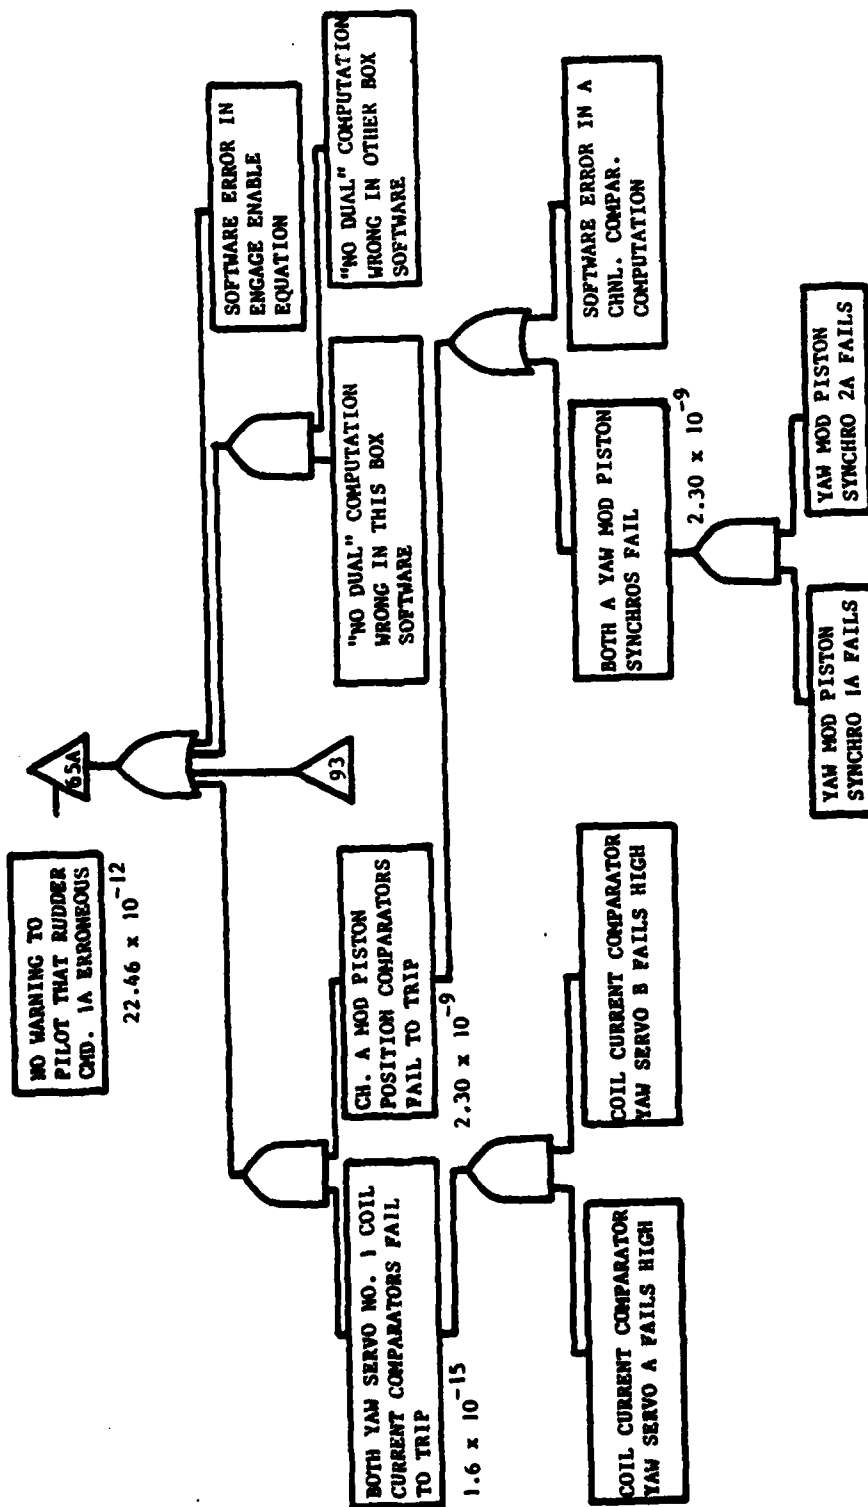 NO WARNING TO
PILOT THAT RUDDER
CMD. 1A ERRONEOUS
22.46 x 10-12
65A
93
SOFTWARE ERROR IN
ENGAGE ENABLE
EQUATION
BOTH YAW SERVO NO. 1 COIL
CURRENT COMPARATORS FAIL
TO TRIP
1.6 x 10-15
CH. A MOD PISTON
POSITION COMPARATORS
FAIL TO TRIP
2.30 x 10-9
"NO DUAL" COMPUTATION
WRONG IN THIS BOX
SOFTWARE
"NO DUAL" COMPUTATION
WRONG IN OTHER BOX
SOFTWARE
COIL CURRENT COMPARATOR
YAW SERVO A FAILS HIGH
COIL CURRENT COMPARATOR
YAW SERVO B FAILS HIGH
BOTH A YAW MOD PISTON
SYNCHROS FAIL
2.30 x 10-9
SOFTWARE ERROR IN A
CHNL. COMPAR.
COMPUTATION
YAW MOD PISTON
SYNCHRO 1A FAILS
YAW MOD PISTON
SYNCHRO 2A FAILS